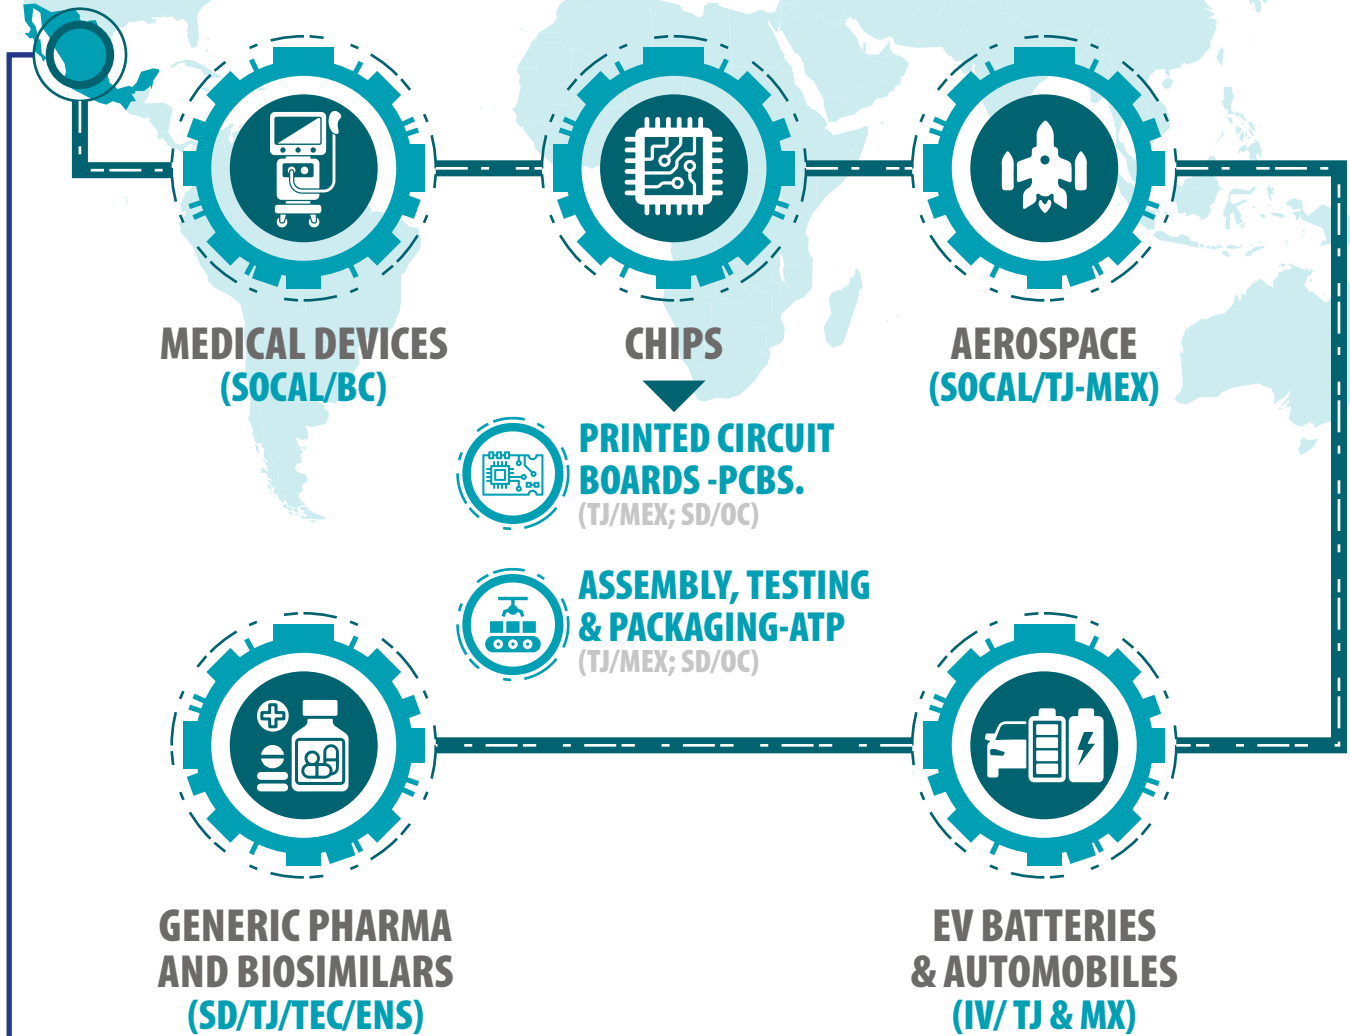 MEDICAL DEVICES
(SOCAL/BC)
CHIPS
AEROSPACE
(SOCAL/TJ-MEX)
PRINTED CIRCUIT
BOARDS -PCBS.
(TJ/MEX; SD/OC)
ASSEMBLY, TESTING
& PACKAGING-ATP
(TJ/MEX; SD/OC)
GENERIC PHARMA
AND BIOSIMILARS
(SD/TJ/TEC/ENS)
EV BATTERIES
& AUTOMOBILES
(IV/ TJ & MX)